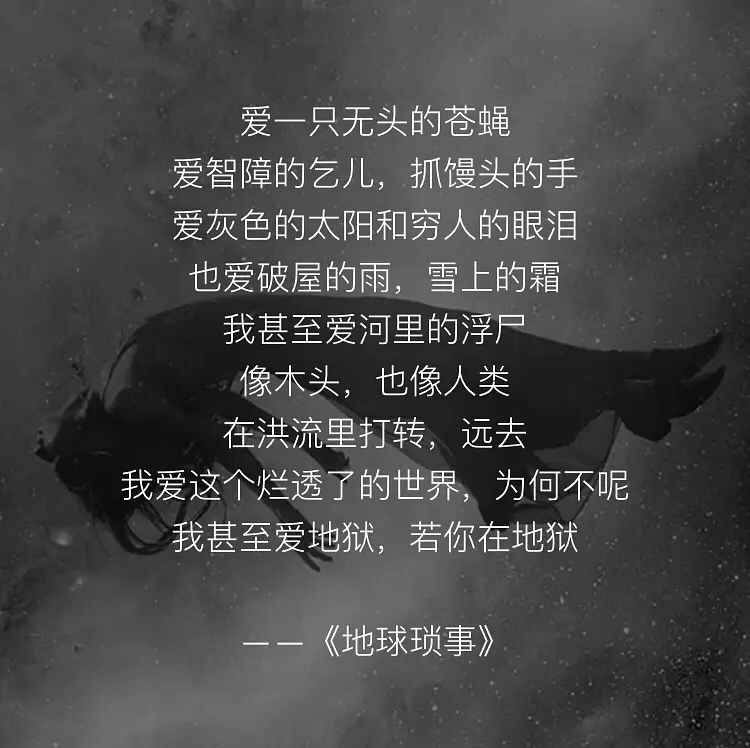 爱一只无头的苍蝇
爱智障的乞儿，抓馒头的手
爱灰色的太阳和穷人的眼泪
也爱破屋的雨，雪上的霜
我甚至爱河里的浮尸
像木头，也像人类
在洪流里打转，远去
我爱这个烂透了的世界，为何不呢
我甚至爱地狱，若你在地狱
——《地球琐事》